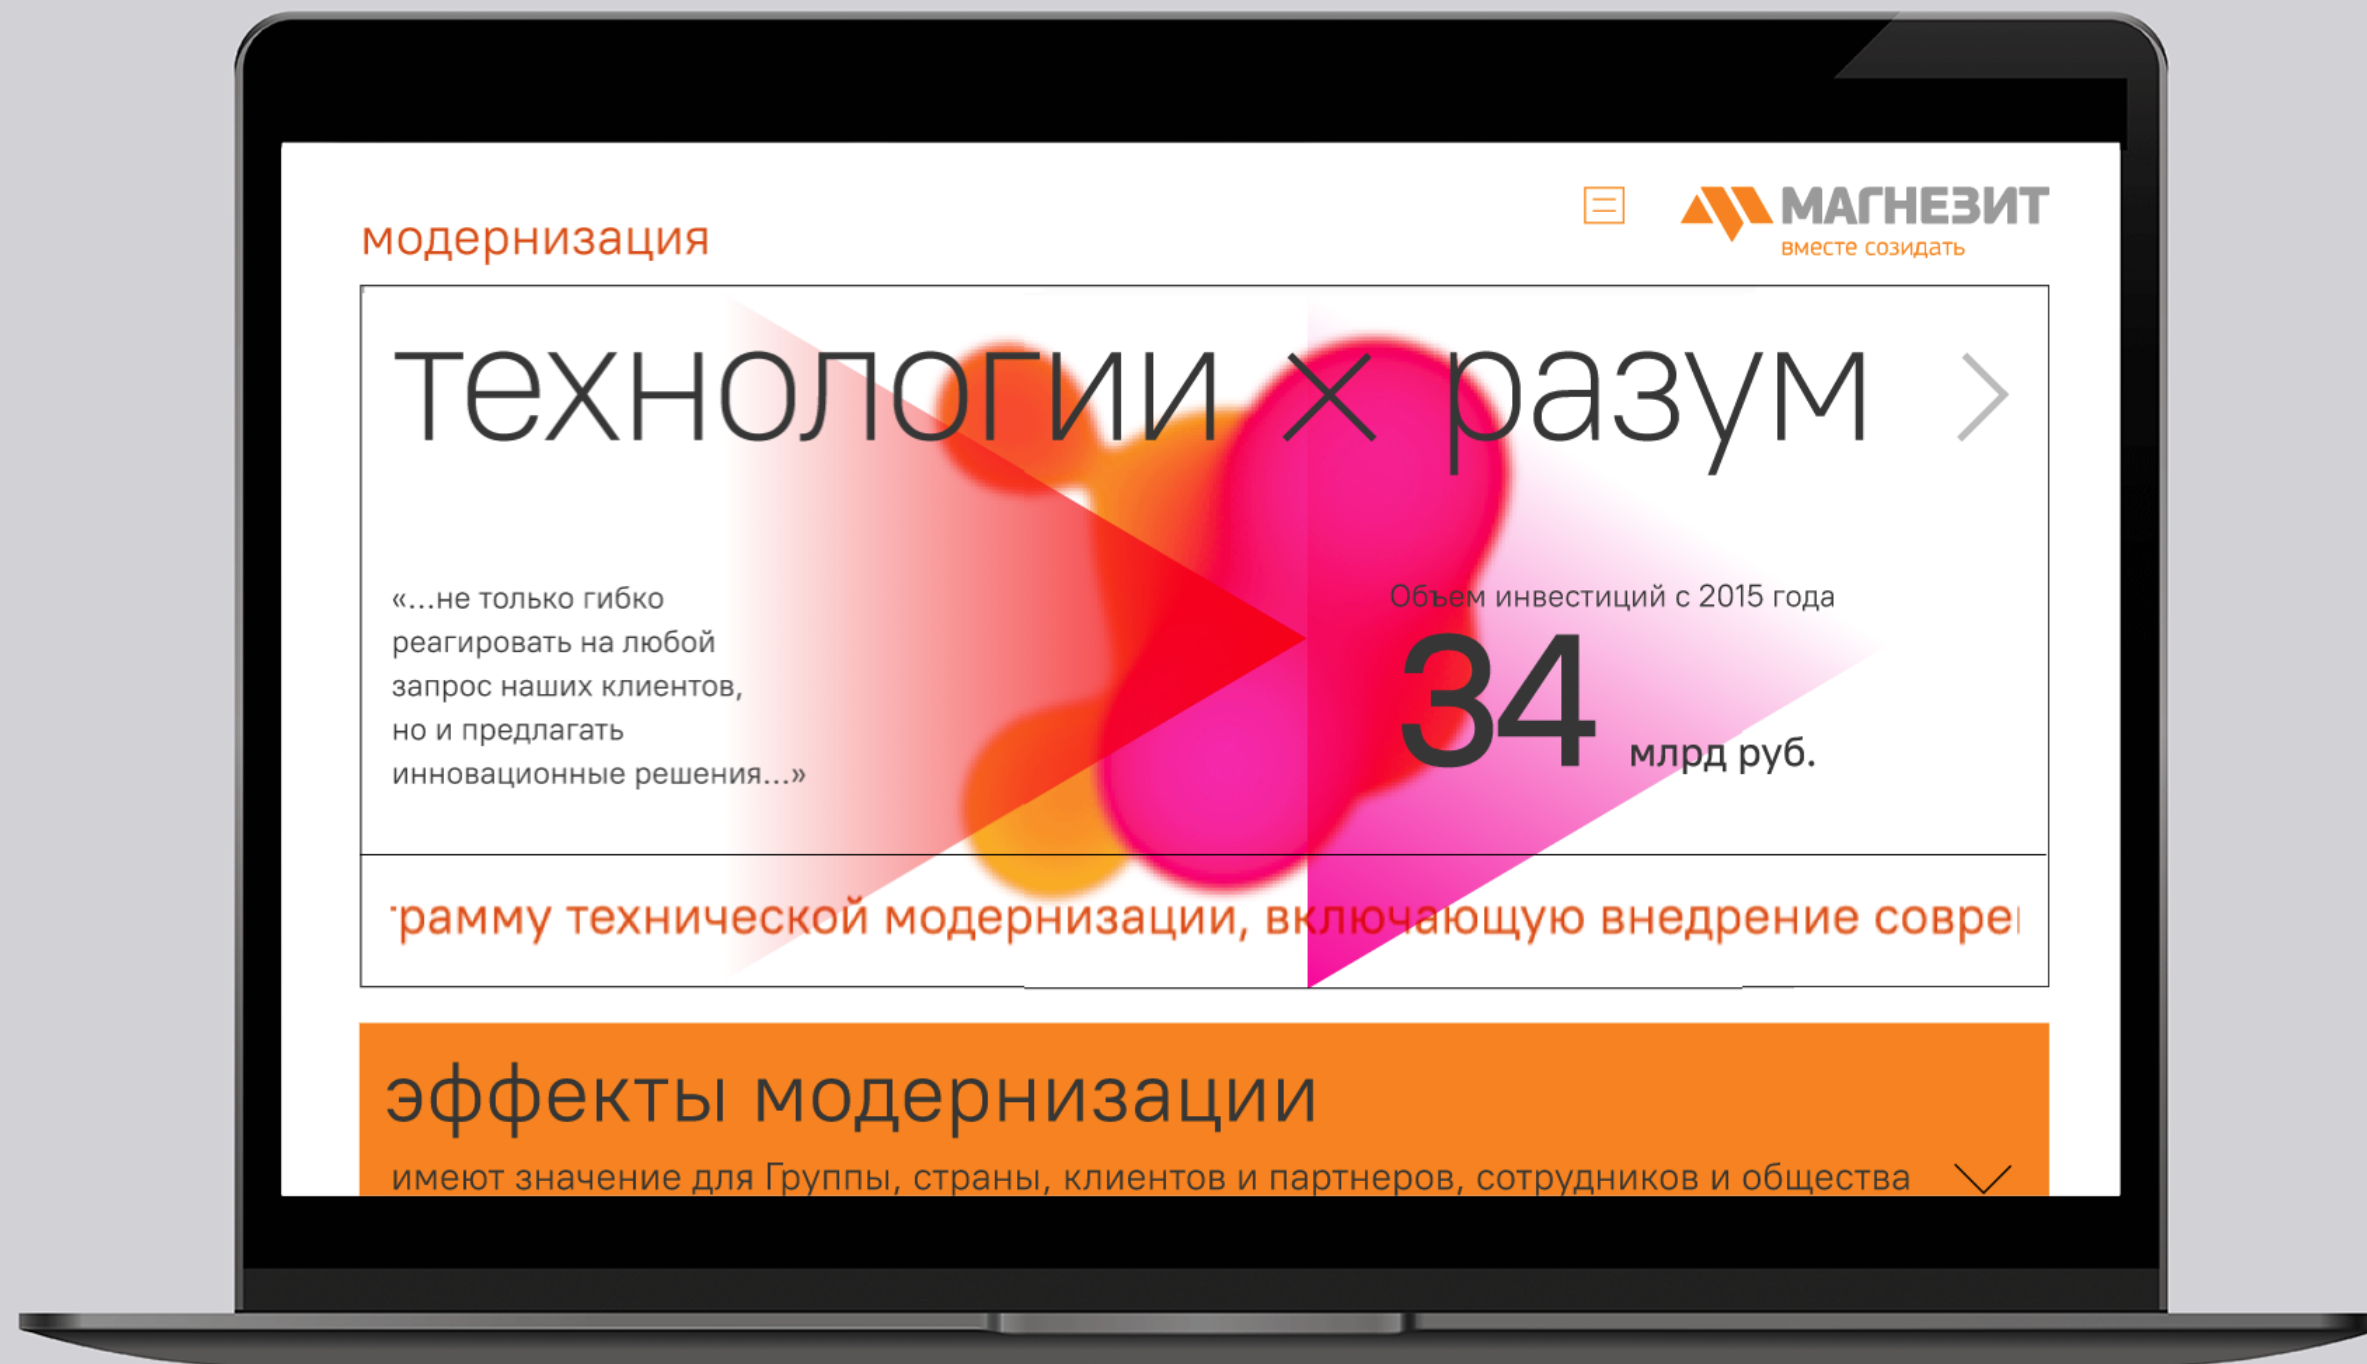 модернизация
МАГНЕЗИТ
вместе созидать
технологии × разум
«...не только гибко
реагировать на любой
запрос наших клиентов,
но и предлагать
инновационные решения...»
Объем инвестиций с 2015 года
34 млрд руб.
технической модернизации, включающую внедрение
эффекты модернизации
имеют значение для Группы, страны, клиентов и партнеров, сотрудников и общества